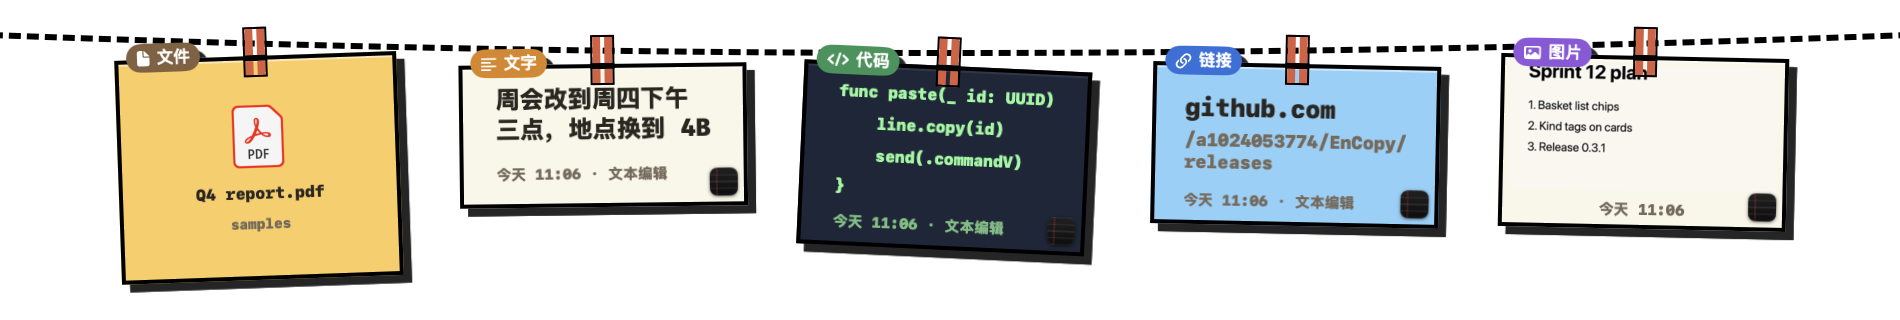 文件
PDF
Q4 report.pdf
samples
文字
周会改到周四下午
三点，地点换到 4B
今天 11:06 · 文本编辑
</> 代码
func paste(_ id: UUID)
line.copy(id)
send(.commandV)
}
今天 11:06 · 文本编辑
链接
github.com
/a1024053774/EnCopy/
releases
今天 11:06 · 文本编辑
图片
Sprint 12 plan
1. Basket list chips
2. Kind tags on cards
3. Release 0.3.1
今天 11:06